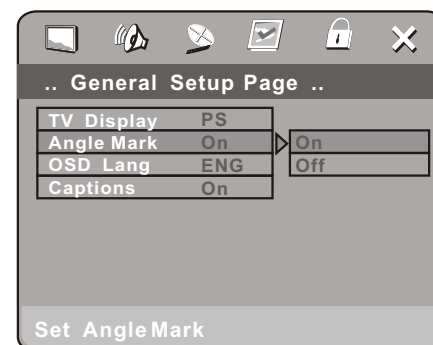 .. General Setup Page ..
TV Display PS
Angle Mark On On
OSD Lang ENG Off
Captions On
Set Angle Mark